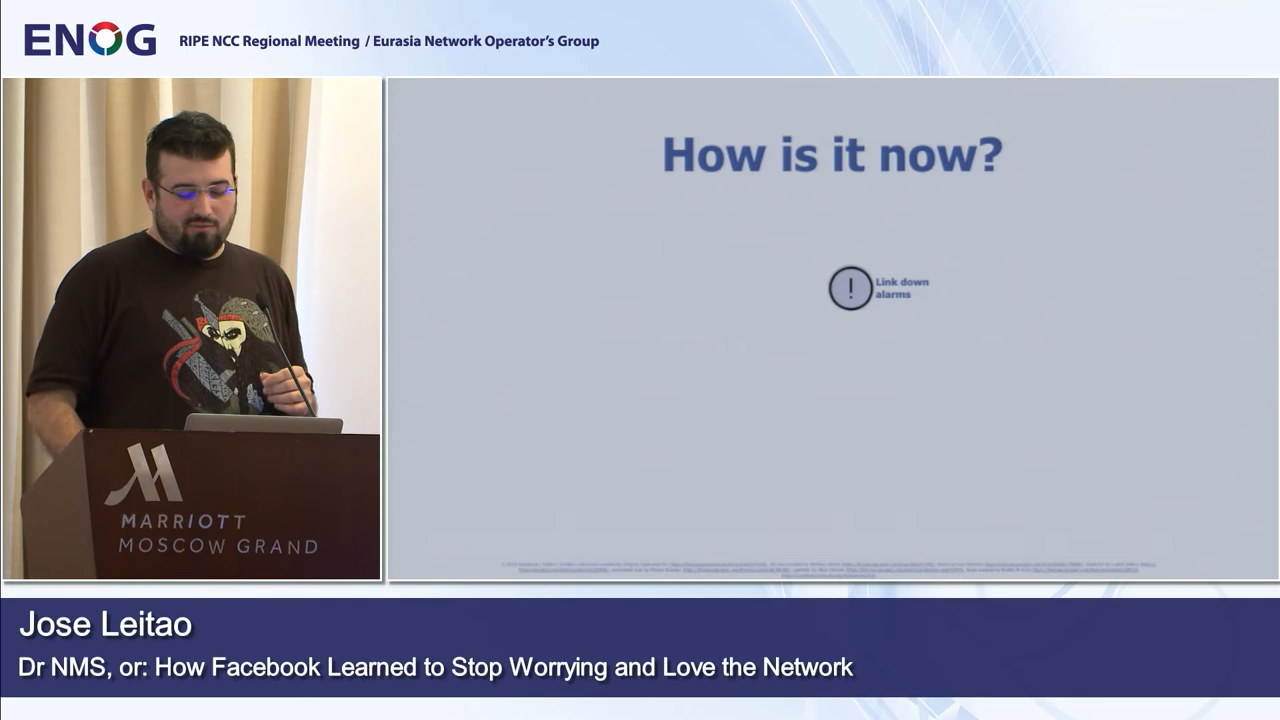 ENOG
RIPE NCC Regional Meeting / Eurasia Network Operator's Group
How is it now?
!
Link down
alarms
MARRIOTT
MOSCOW GRAND
Jose Leitao
Dr NMS, or: How Facebook Learned to Stop Worrying and Love the Network